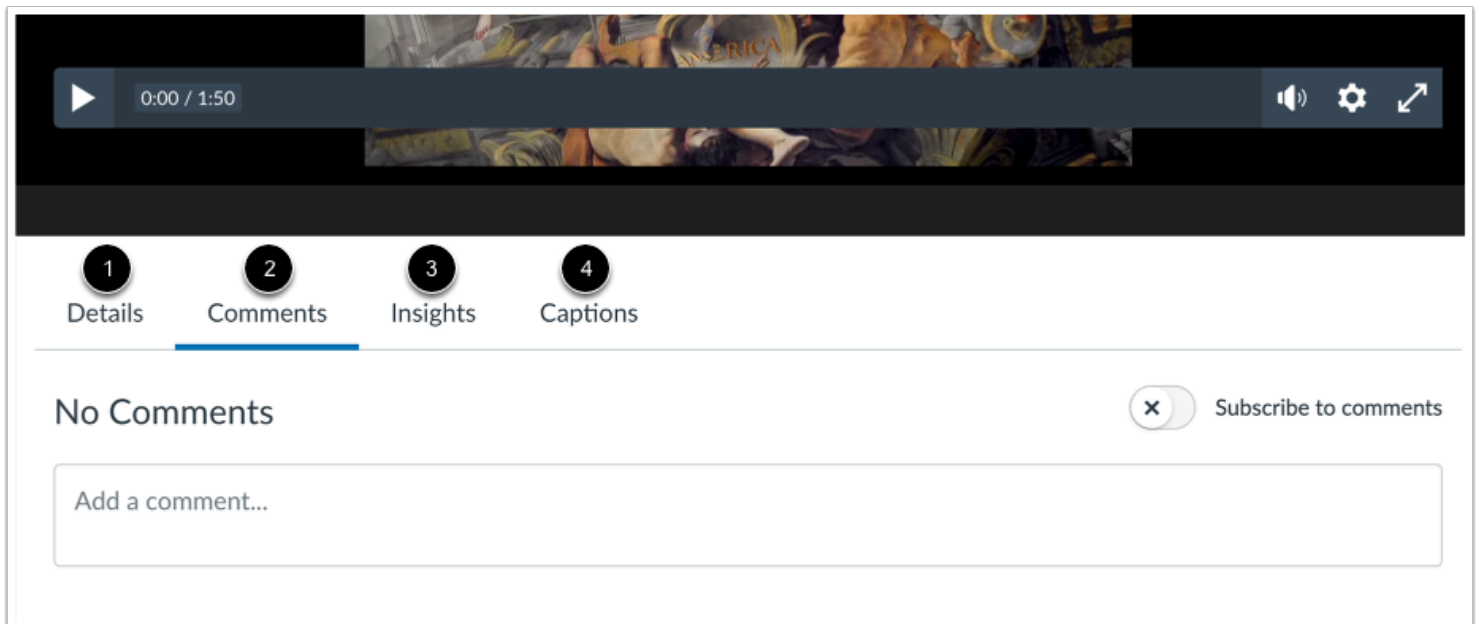 AMERICA
0:00 / 1:50
1 2 3 4
Details Comments Insights Captions
No Comments
Subscribe to comments
Add a comment...